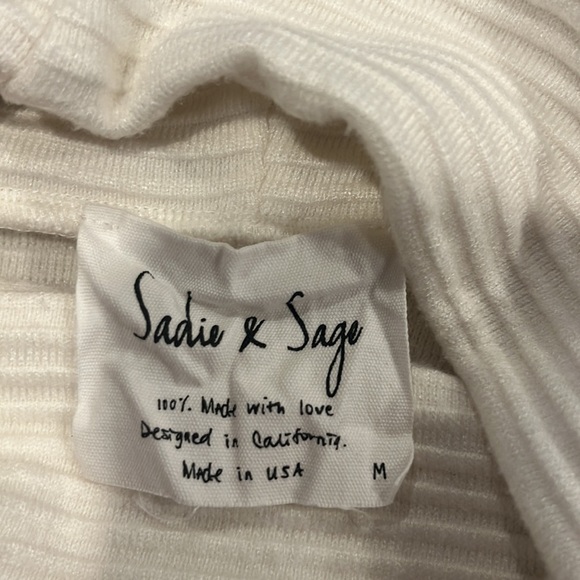 Sadie & Sage
100% Made with love
Designed in California.
Made in USA M